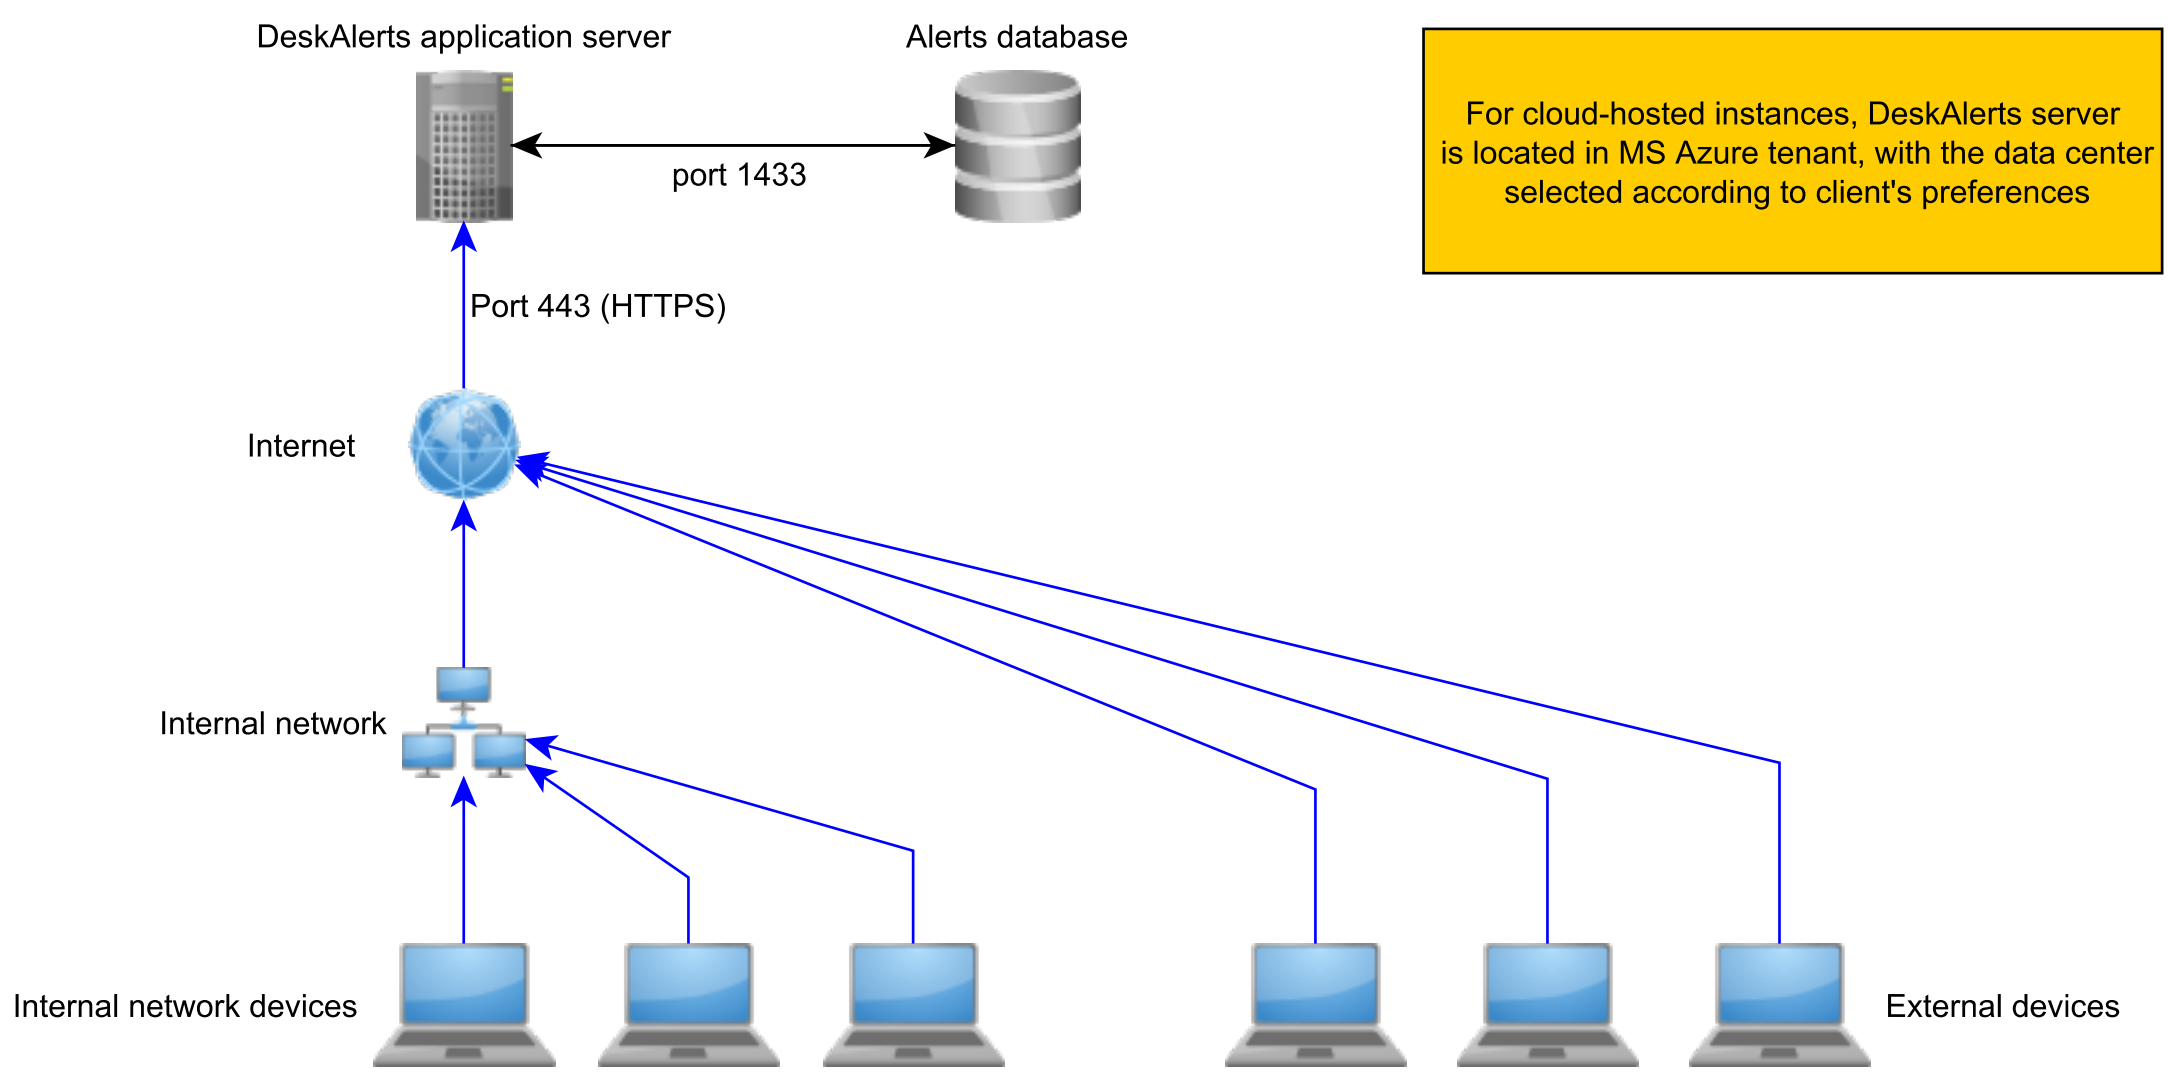 DeskAlerts application server
Alerts database
For cloud-hosted instances, DeskAlerts server
is located in MS Azure tenant, with the data center
selected according to client's preferences
port 1433
Port 443 (HTTPS)
Internet
Internal network
Internal network devices
External devices